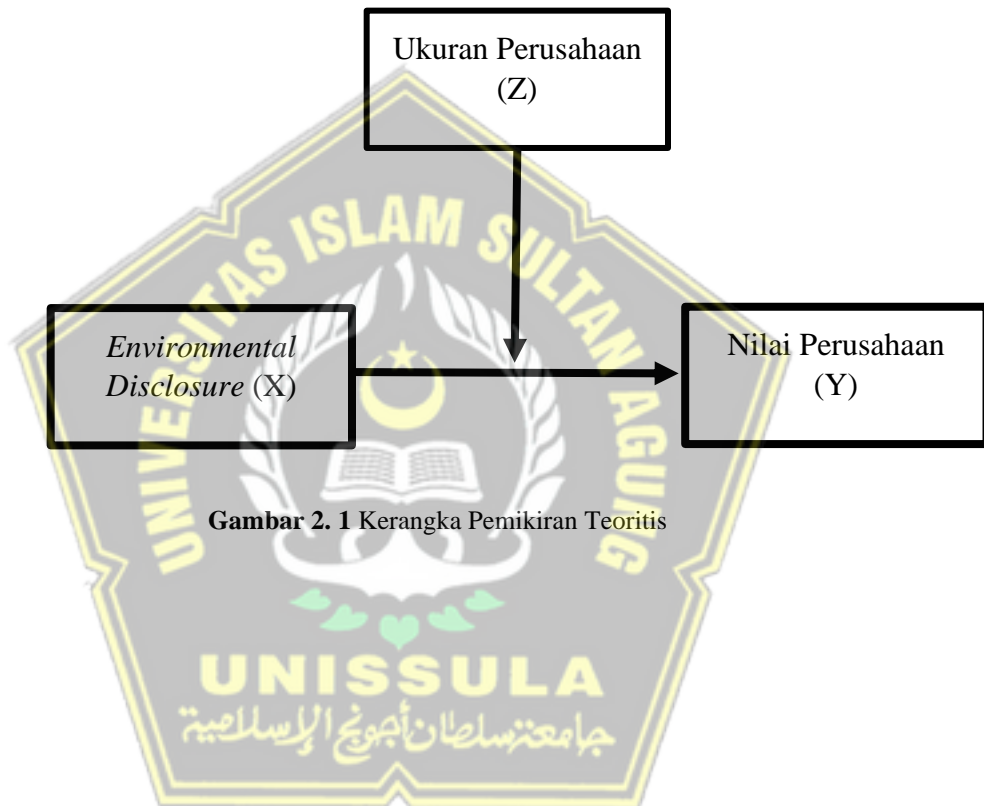 Ukuran Perusahaan
(Z)
Environmental
Disclosure (X)
Nilai Perusahaan
(Y)
Gambar 2. 1 Kerangka Pemikiran Teoritis
UNIVERSITAS ISLAM SULTAN AGUNG
UNISSULA
جامعة سلطان أجونج الإسلامية